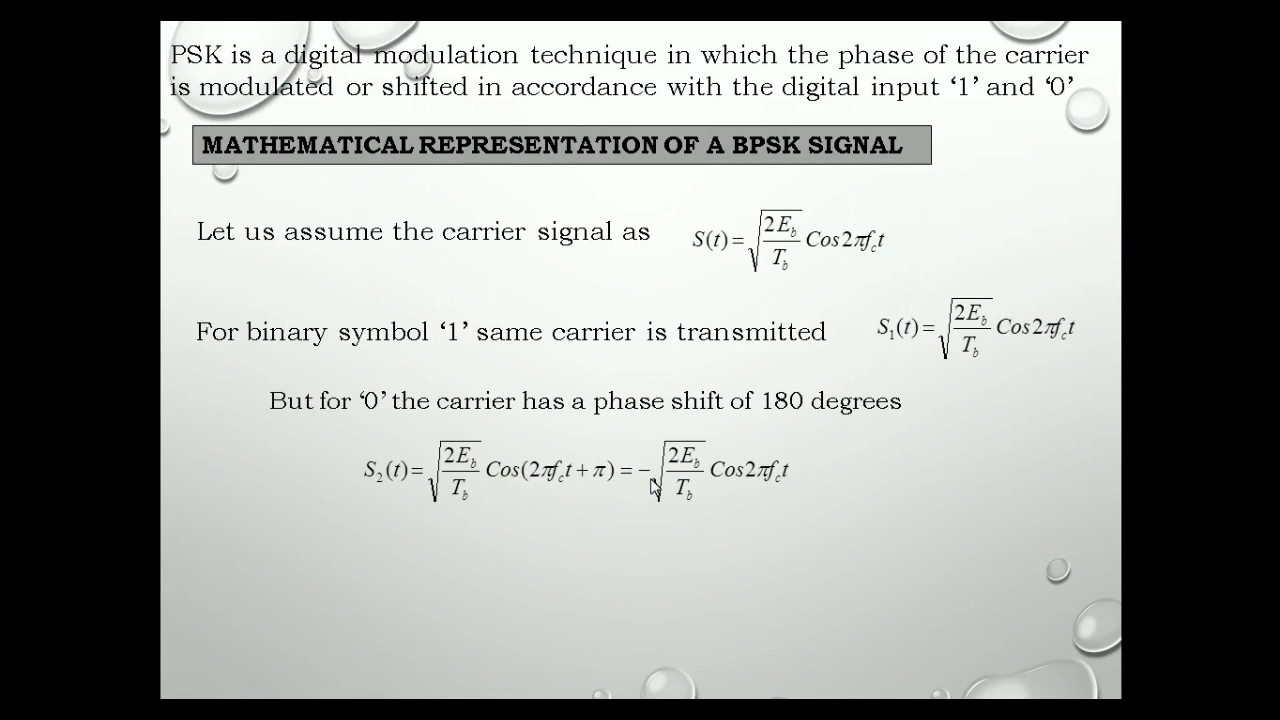 PSK is a digital modulation technique in which the phase of the carrier
is modulated or shifted in accordance with the digital input ‘1’ and ‘0’
MATHEMATICAL REPRESENTATION OF A BPSK SIGNAL
Let us assume the carrier signal as S(t) = √(2E_b/T_b) Cos2πf_ct
For binary symbol ‘1’ same carrier is transmitted S₁(t) = √(2E_b/T_b) Cos2πf_ct
But for ‘0’ the carrier has a phase shift of 180 degrees
S₂(t) = √(2E_b/T_b) Cos(2πf_ct + π) = −√(2E_b/T_b) Cos2πf_ct